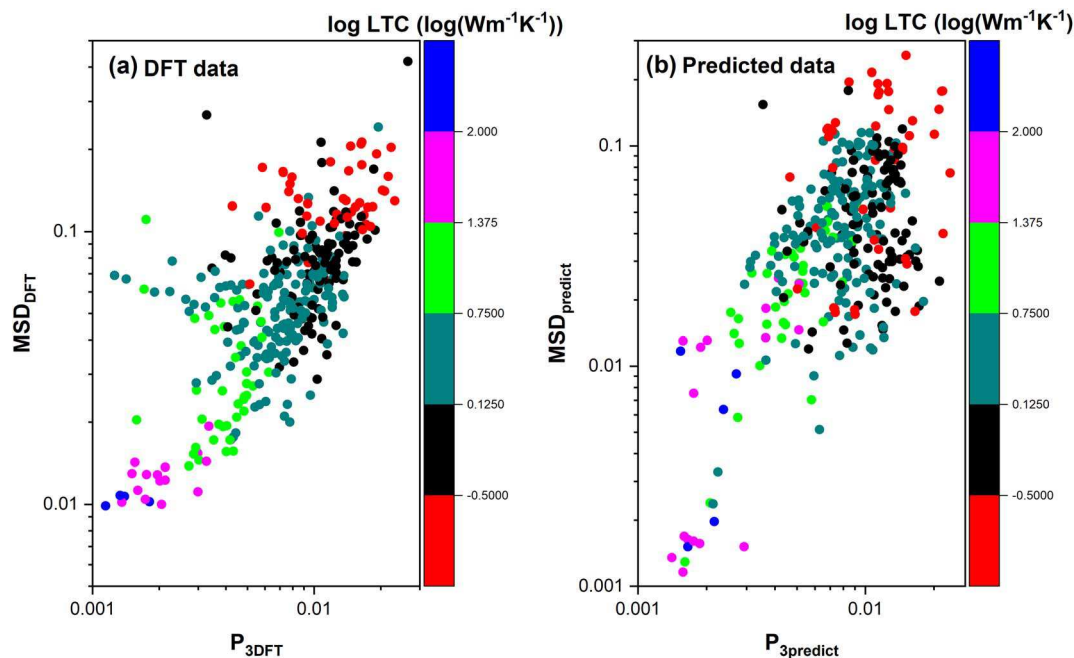 log LTC (log(Wm⁻¹K⁻¹))
(a) DFT data
MSD_DFT
0.1
0.01
0.001
0.01
P_3DFT
2.000
1.375
0.7500
0.1250
-0.5000
log LTC (log(Wm⁻¹K⁻¹)
(b) Predicted data
MSD_predict
0.1
0.01
0.001
0.001
0.01
P_3predict
2.000
1.375
0.7500
0.1250
-0.5000